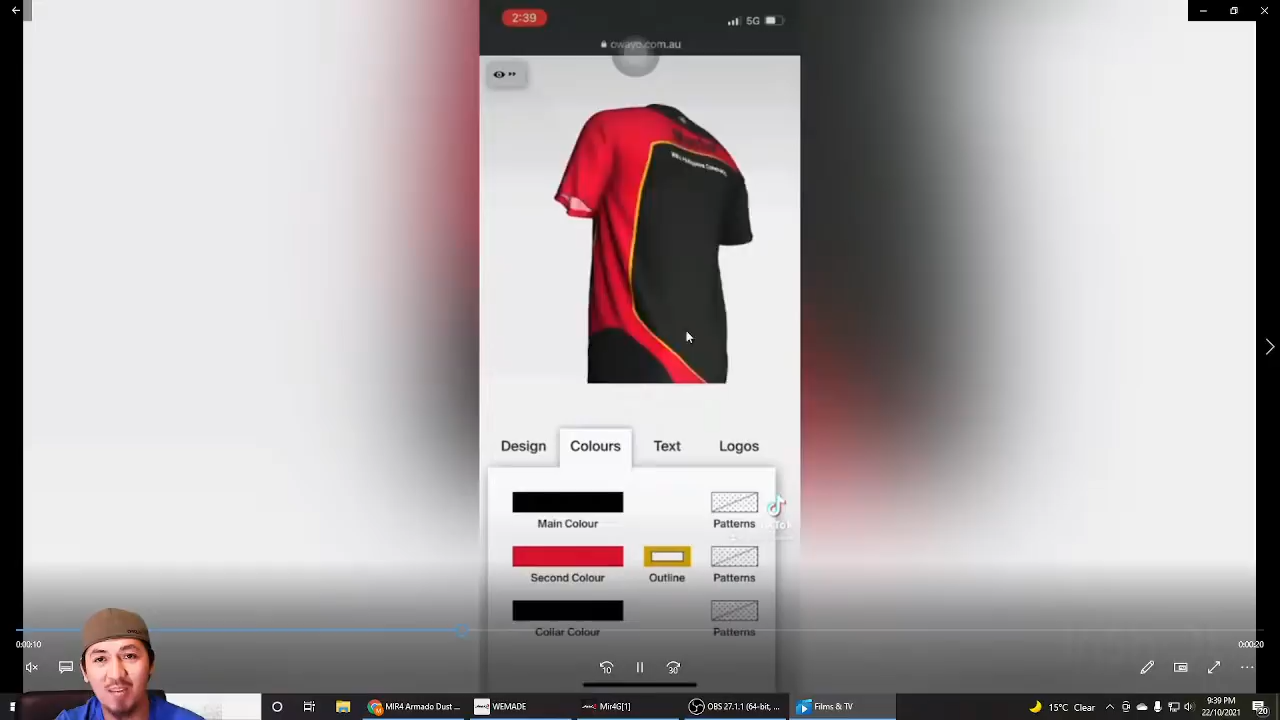 2:39
5G
owayo.com.au
Design
Colours
Text
Logos
Main Colour
Patterns
Second Colour
Outline
Patterns
Collar Colour
Patterns
0:00:10
0:00:20
10
30
MIR4 Armado Dust ...
WEMADE
Mir4G[1]
OBS 27.1.1 (64-bit, ...
Films & TV
15°C Clear
9:39 PM
22/10/2021